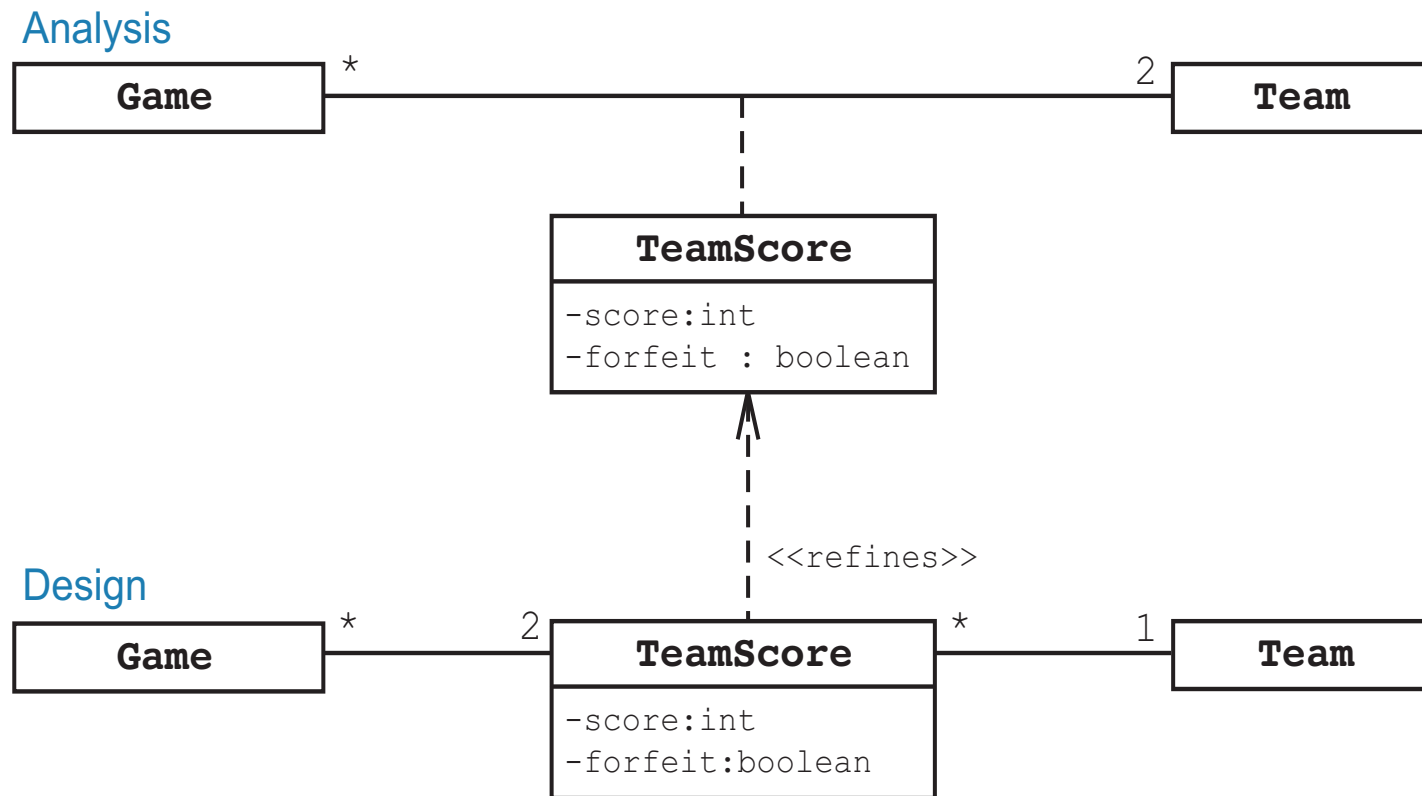 Analysis
Game
*
2
Team
TeamScore
-score:int
-forfeit : boolean
<<refines>>
Design
Game
*
2
TeamScore
*
1
Team
-score:int
-forfeit:boolean